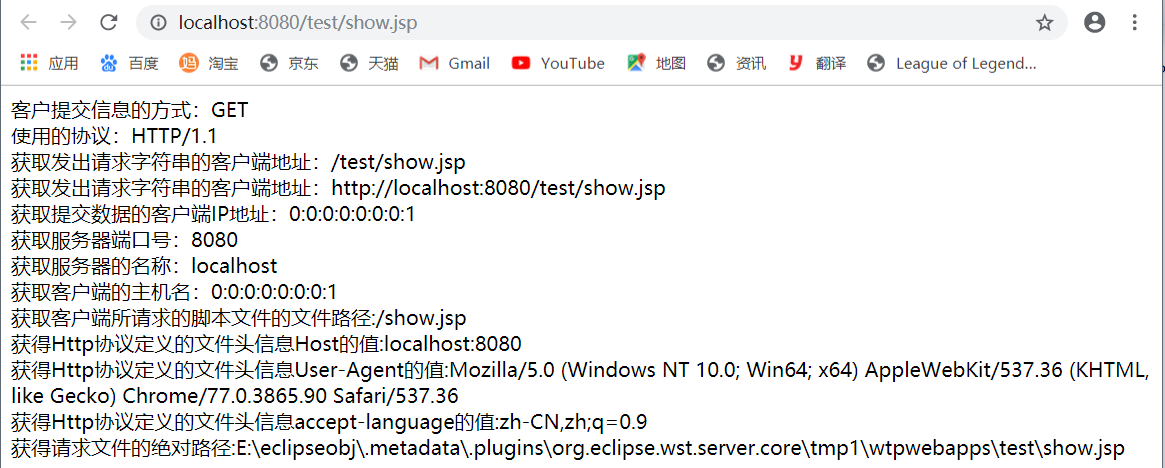 localhost:8080/test/show.jsp
应用 百度 淘宝 京东 天猫 Gmail YouTube 地图 资讯 翻译 League of Legend...
客户提交信息的方式：GET
使用的协议：HTTP/1.1
获取发出请求字符串的客户端地址：/test/show.jsp
获取发出请求字符串的客户端地址：http://localhost:8080/test/show.jsp
获取提交数据的客户端IP地址：0:0:0:0:0:0:0:1
获取服务器端口号：8080
获取服务器的名称：localhost
获取客户端的主机名：0:0:0:0:0:0:0:1
获取客户端所请求的脚本文件的文件路径:/show.jsp
获得Http协议定义的文件头信息Host的值:localhost:8080
获得Http协议定义的文件头信息User-Agent的值:Mozilla/5.0 (Windows NT 10.0; Win64; x64) AppleWebKit/537.36 (KHTML,
like Gecko) Chrome/77.0.3865.90 Safari/537.36
获得Http协议定义的文件头信息accept-language的值:zh-CN,zh;q=0.9
获得请求文件的绝对路径:E:\eclipseobj\.metadata\.plugins\org.eclipse.wst.server.core\tmp1\wtpwebapps\test\show.jsp